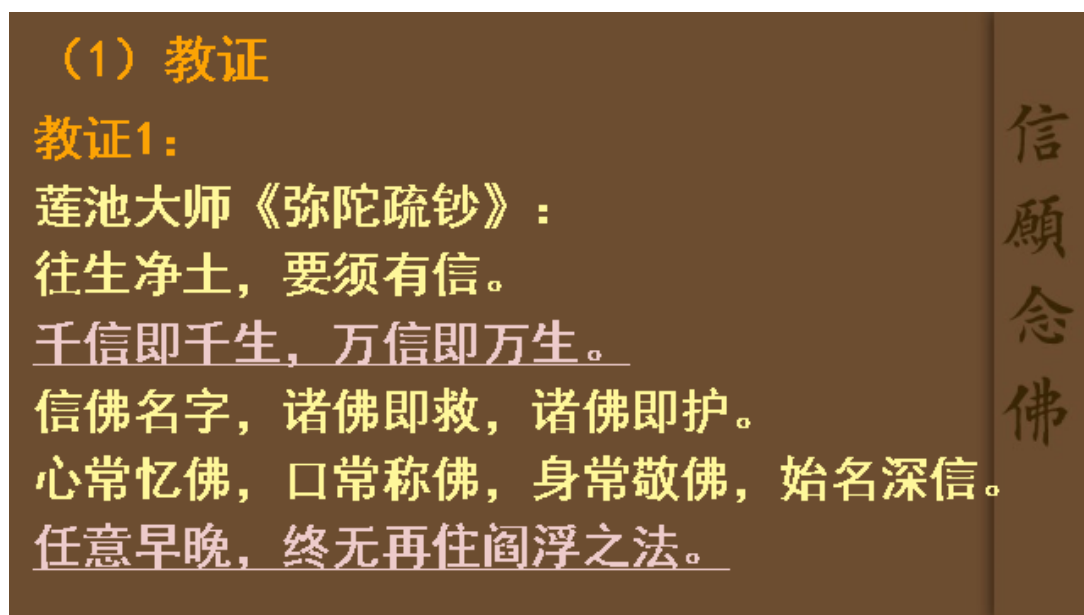 （1）教证
教证1：
莲池大师《弥陀疏钞》：
往生净土，要须有信。
千信即千生，万信即万生。
信佛名字，诸佛即救，诸佛即护。
心常忆佛，口常称佛，身常敬佛，始名深信。
任意早晚，终无再住阎浮之法。
信願念佛